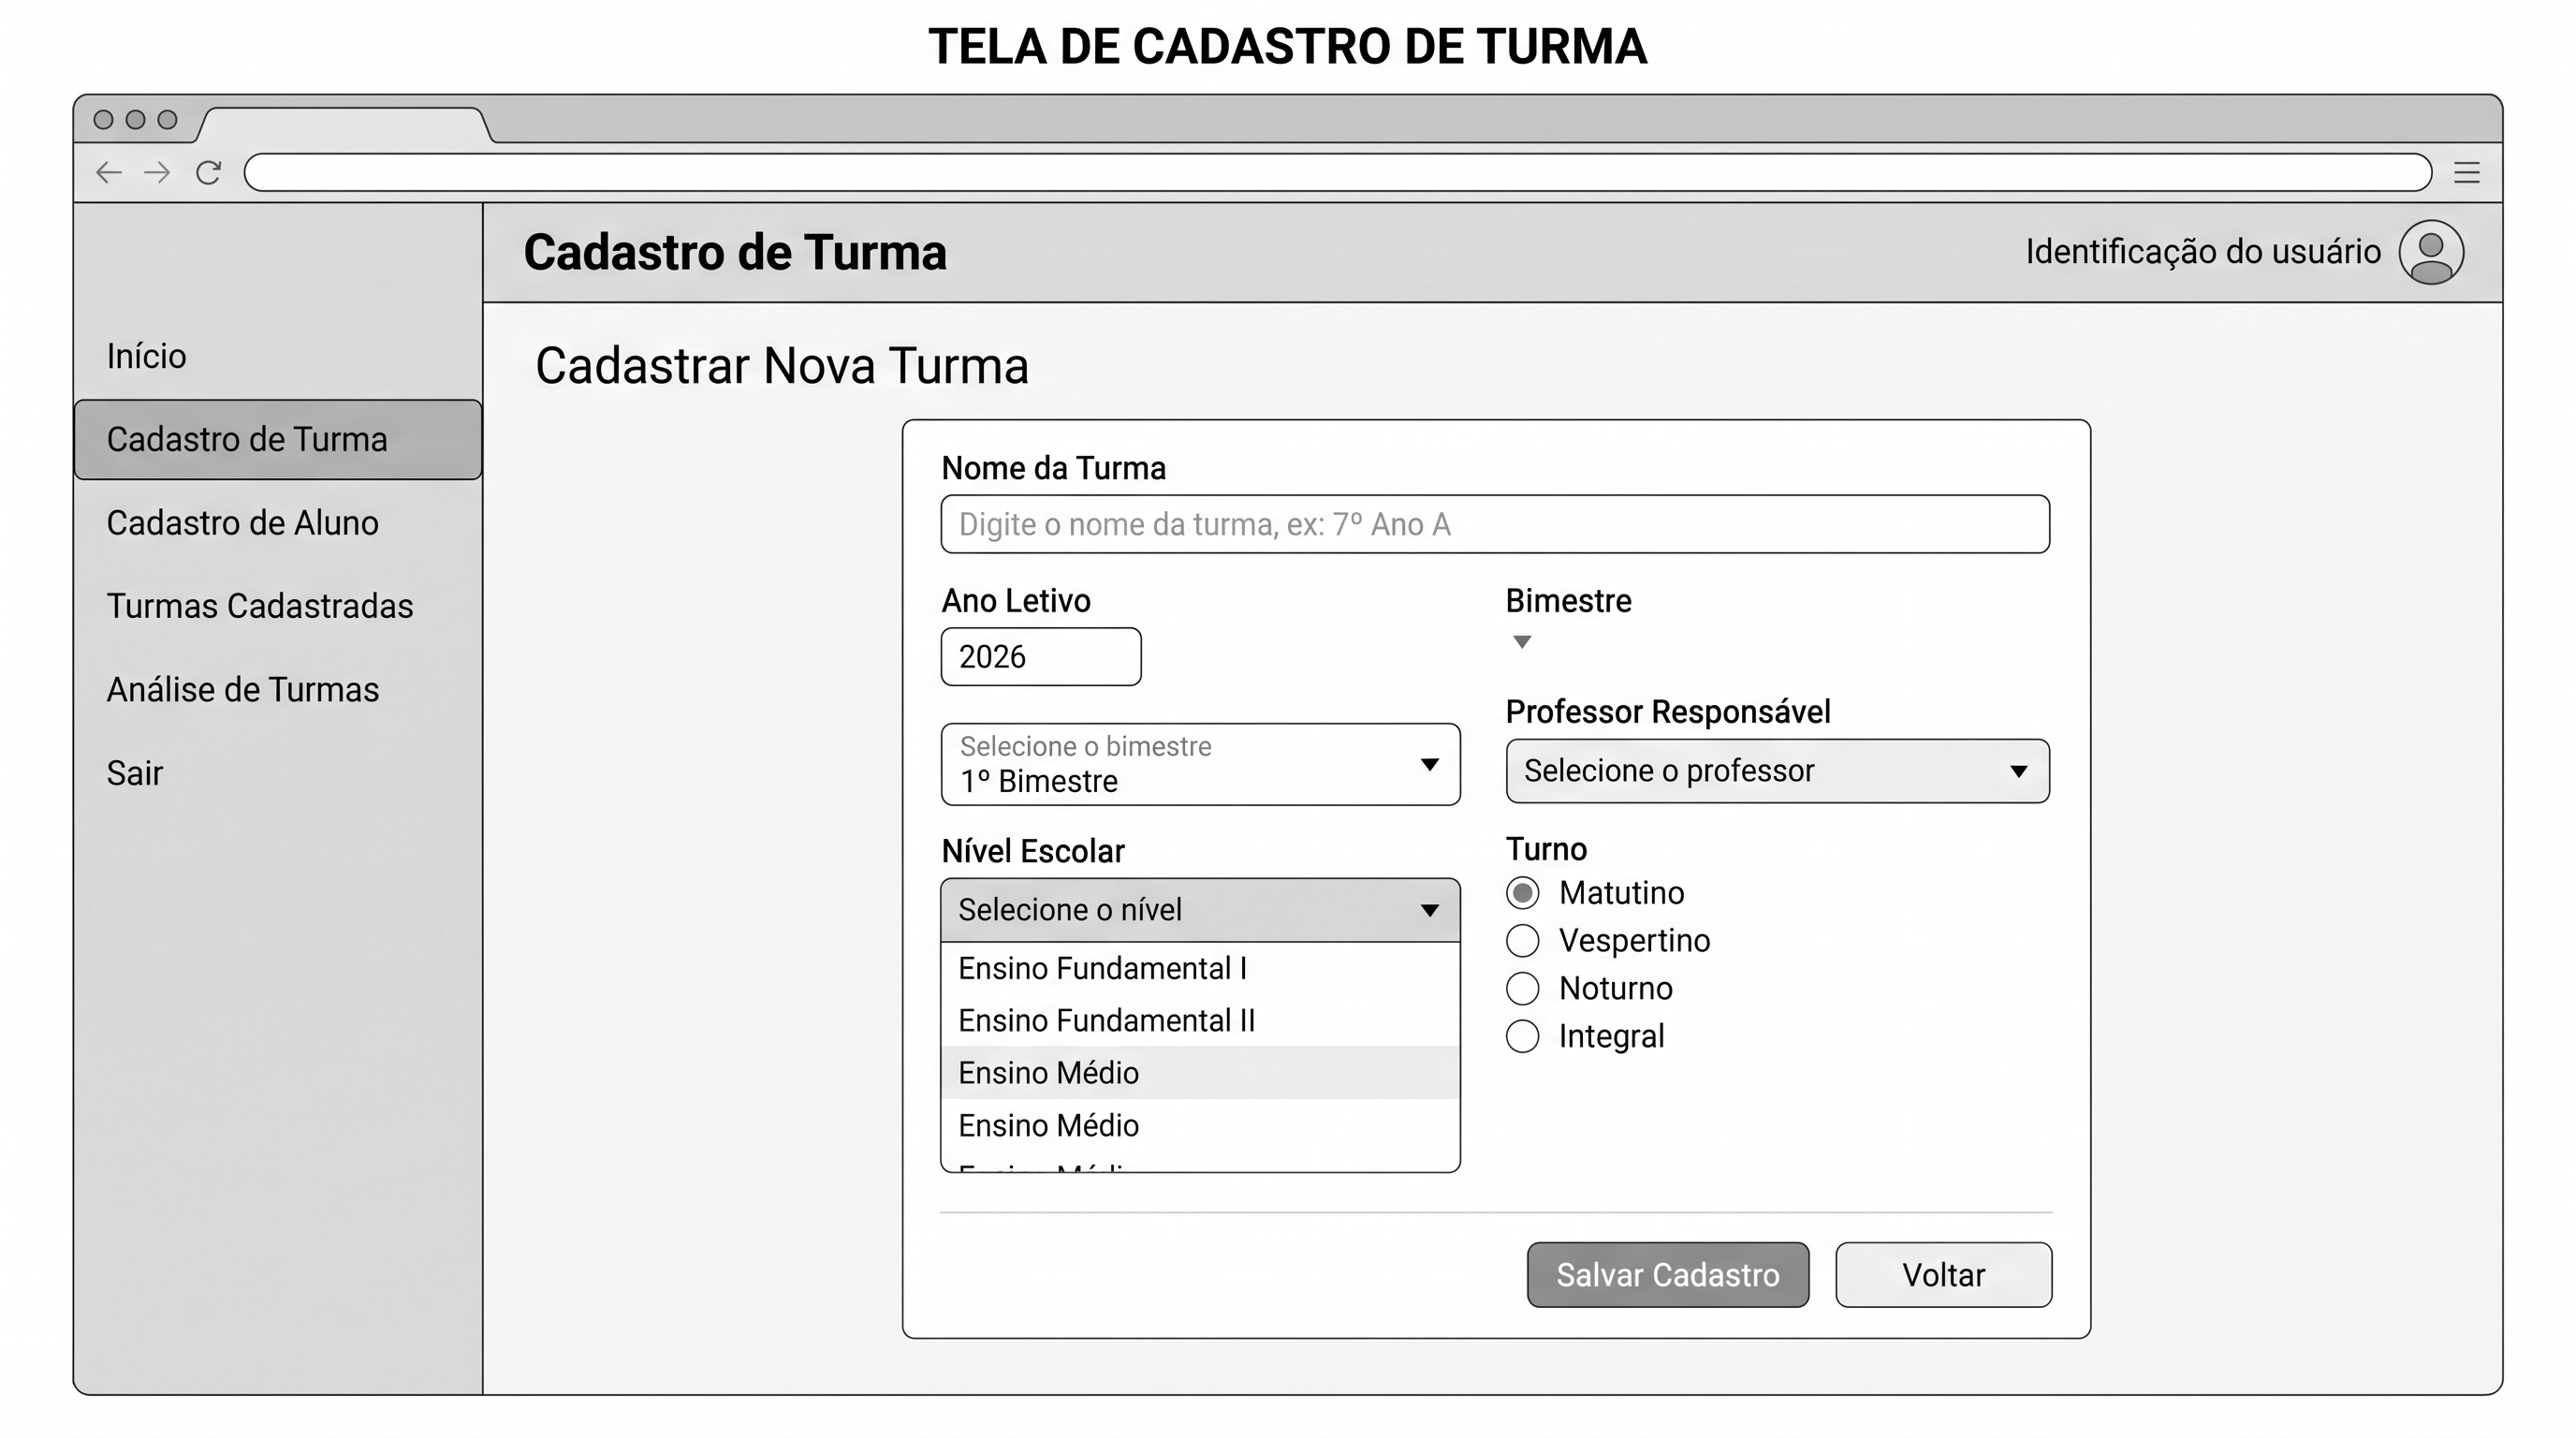 TELA DE CADASTRO DE TURMA
Cadastro de Turma
Identificação do usuário
Início
Cadastro de Turma
Cadastro de Aluno
Turmas Cadastradas
Análise de Turmas
Sair
Cadastrar Nova Turma
Nome da Turma
Digite o nome da turma, ex: 7º Ano A
Ano Letivo
2026
Bimestre
Selecione o bimestre
1º Bimestre
Professor Responsável
Selecione o professor
Nível Escolar
Selecione o nível
Ensino Fundamental I
Ensino Fundamental II
Ensino Médio
Ensino Médio
Turno
Matutino
Vespertino
Noturno
Integral
Salvar Cadastro
Voltar